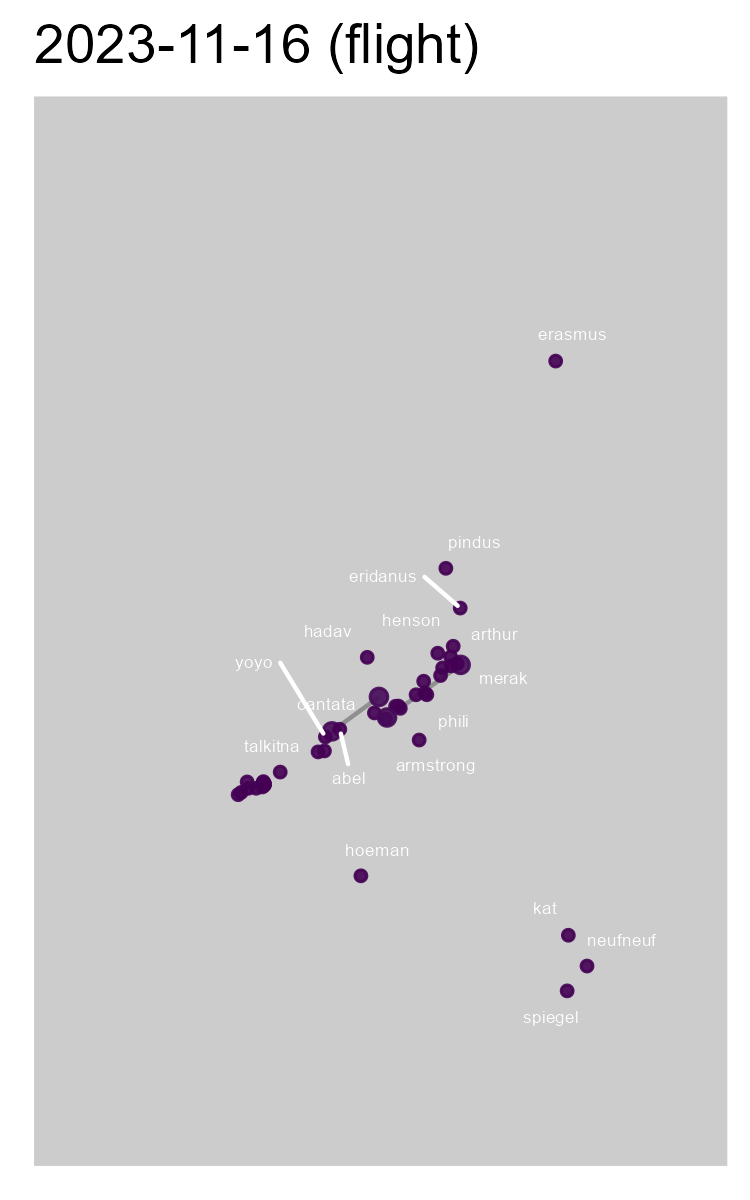 2023-11-16 (flight)
erasmus
pindus
eridanus
henson
hadav
arthur
yoyo
merak
cantata
phili
talkitna
armstrong
abel
hoeman
kat
neufneuf
spiegel